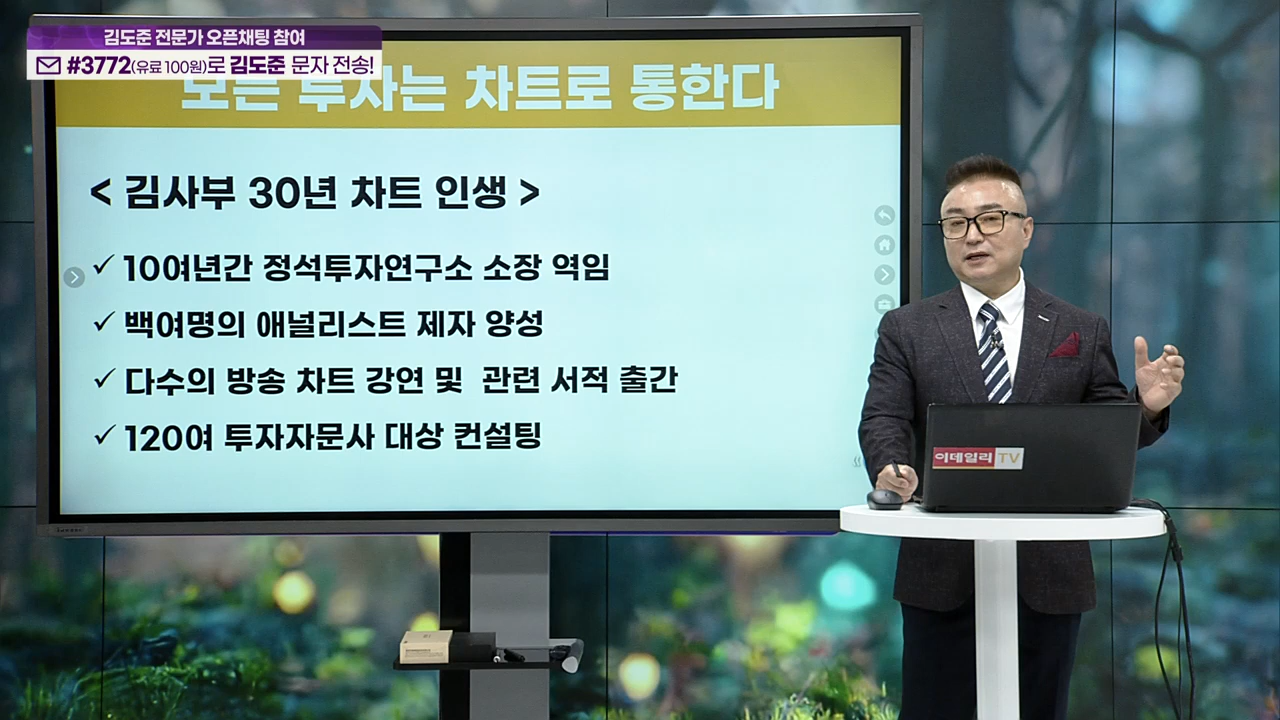 김도준 전문가 오픈채팅 참여
#3772(유료 100원)로 김도준 문자 전송!
모든 투자는 차트로 통한다
< 김사부 30년 차트 인생 >
✓ 10여년간 정석투자연구소 소장 역임
✓ 백여명의 애널리스트 제자 양성
✓ 다수의 방송 차트 강연 및 관련 서적 출간
✓ 120여 투자자문사 대상 컨설팅
이데일리 TV